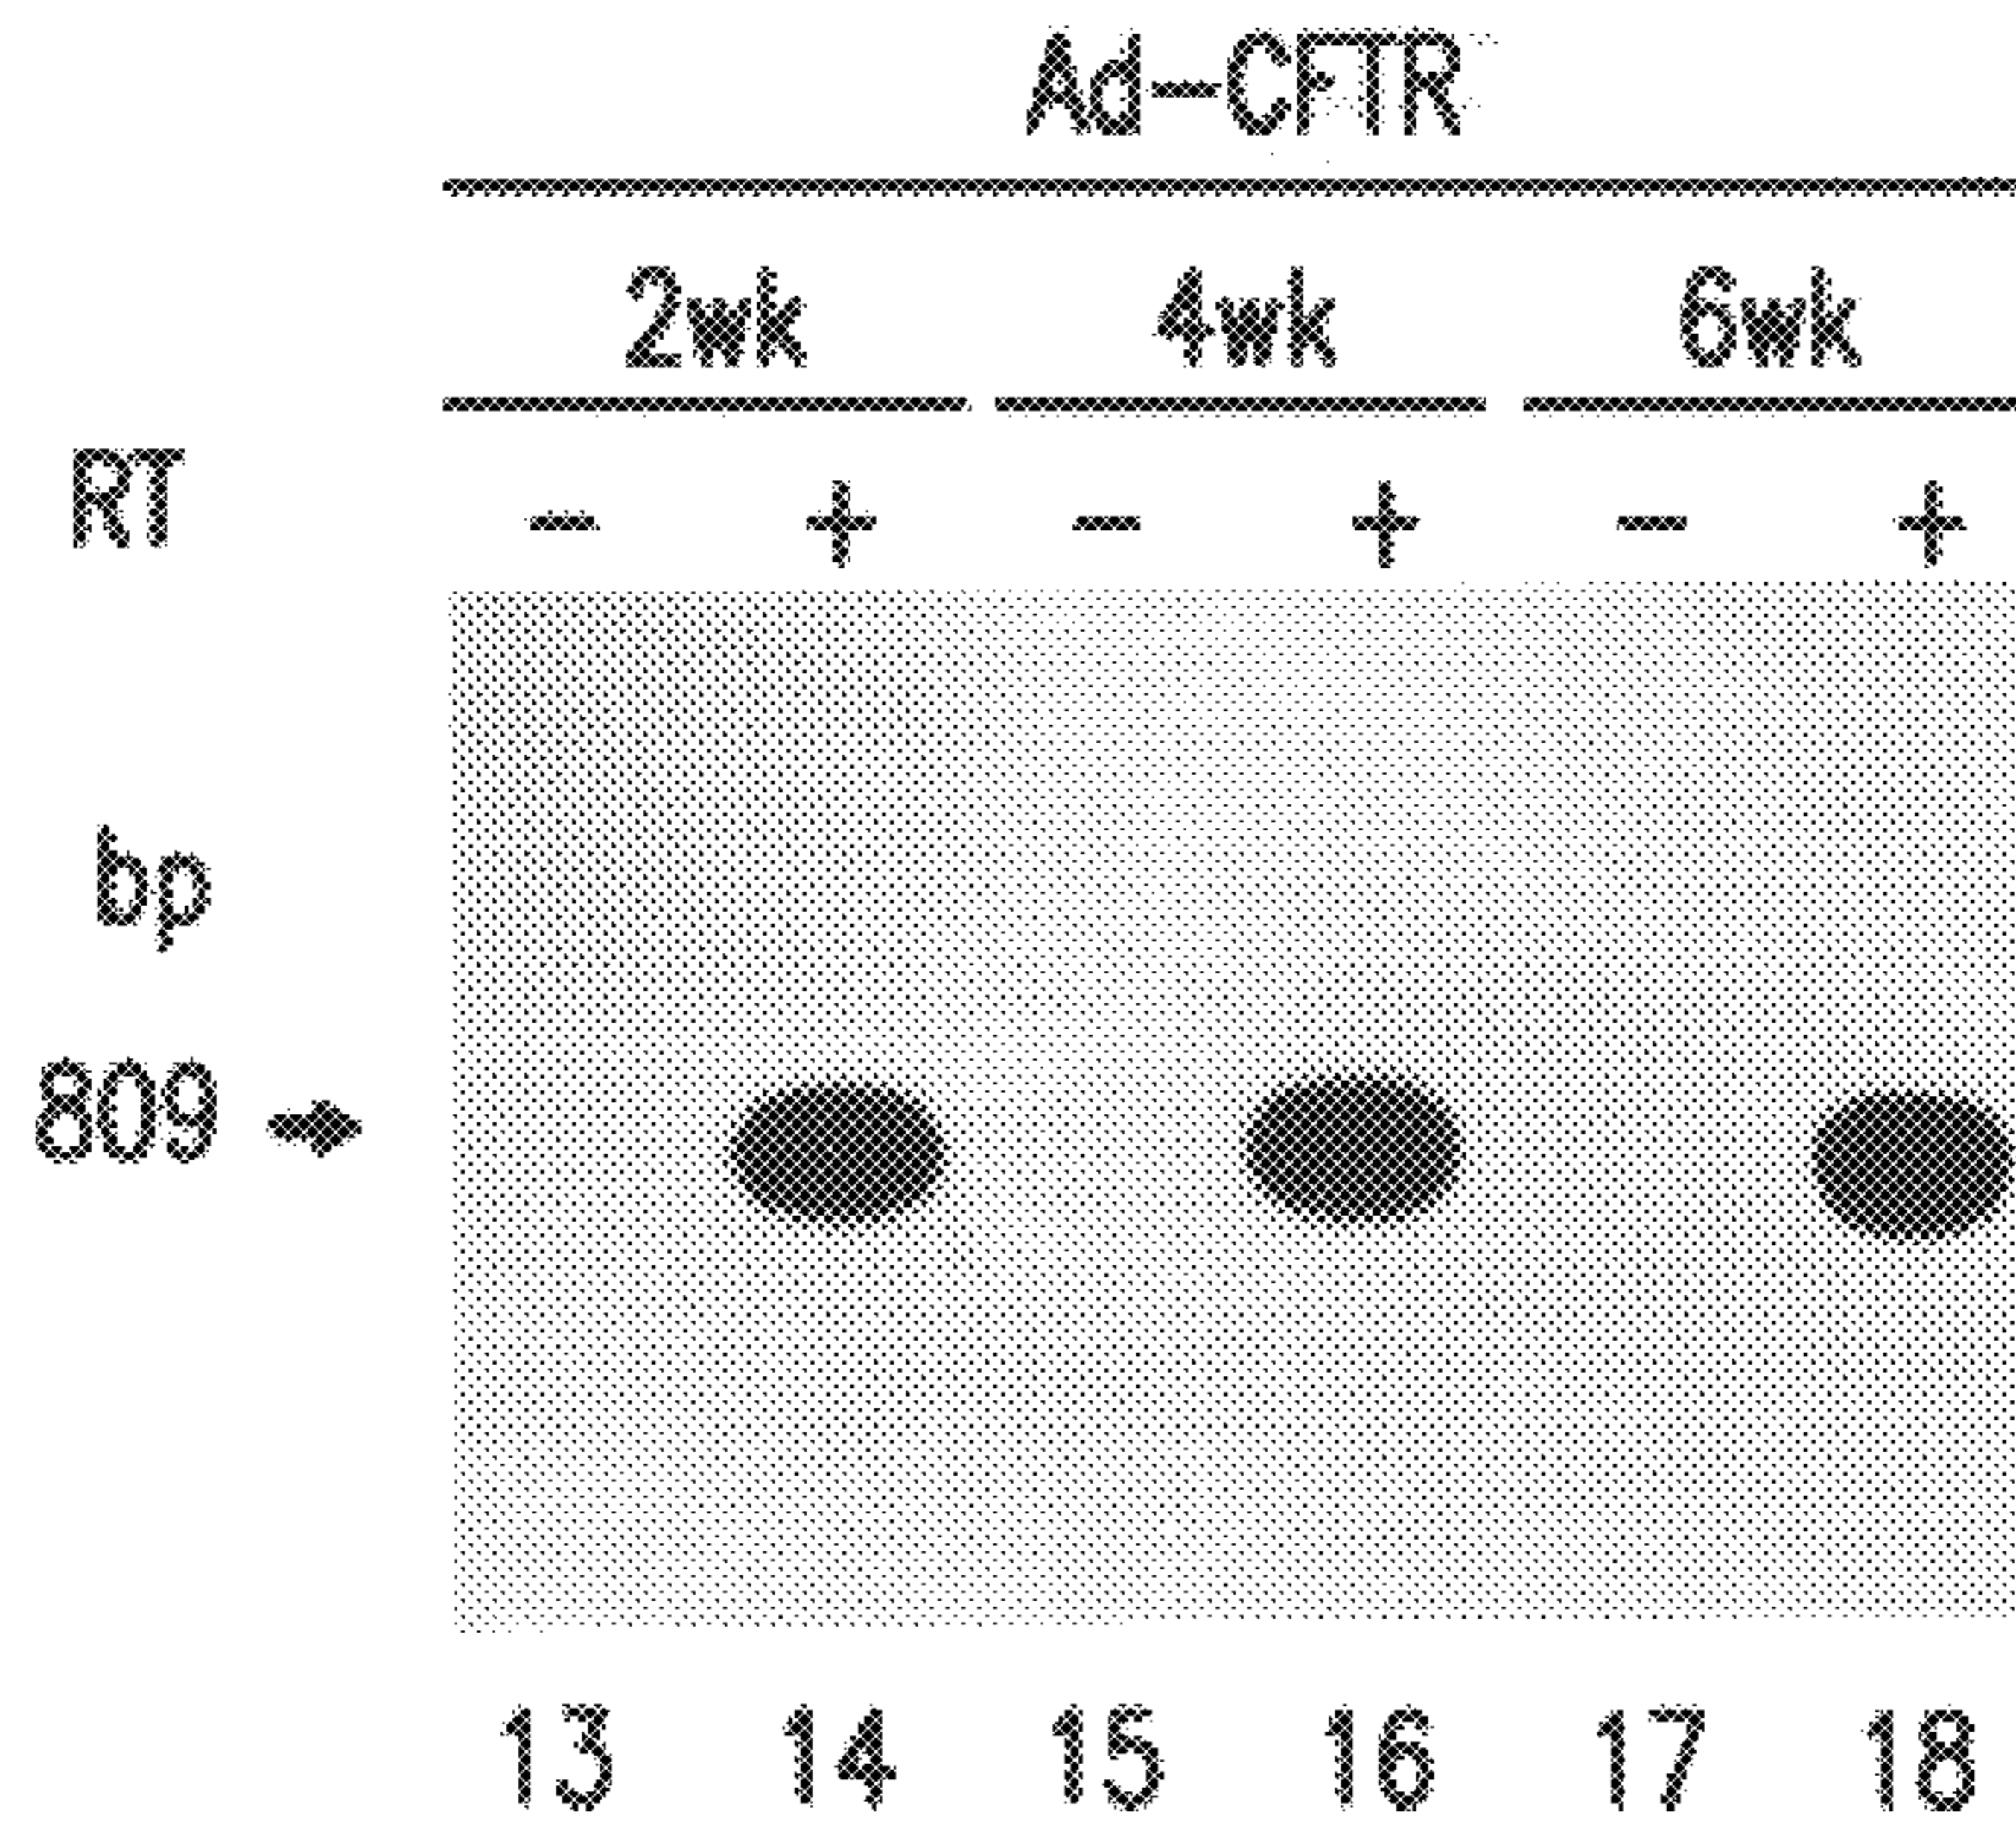 Ad-CFTR
2wk 4wk 6wk
RT - + - + - +
bp
809
13 14 15 16 17 18